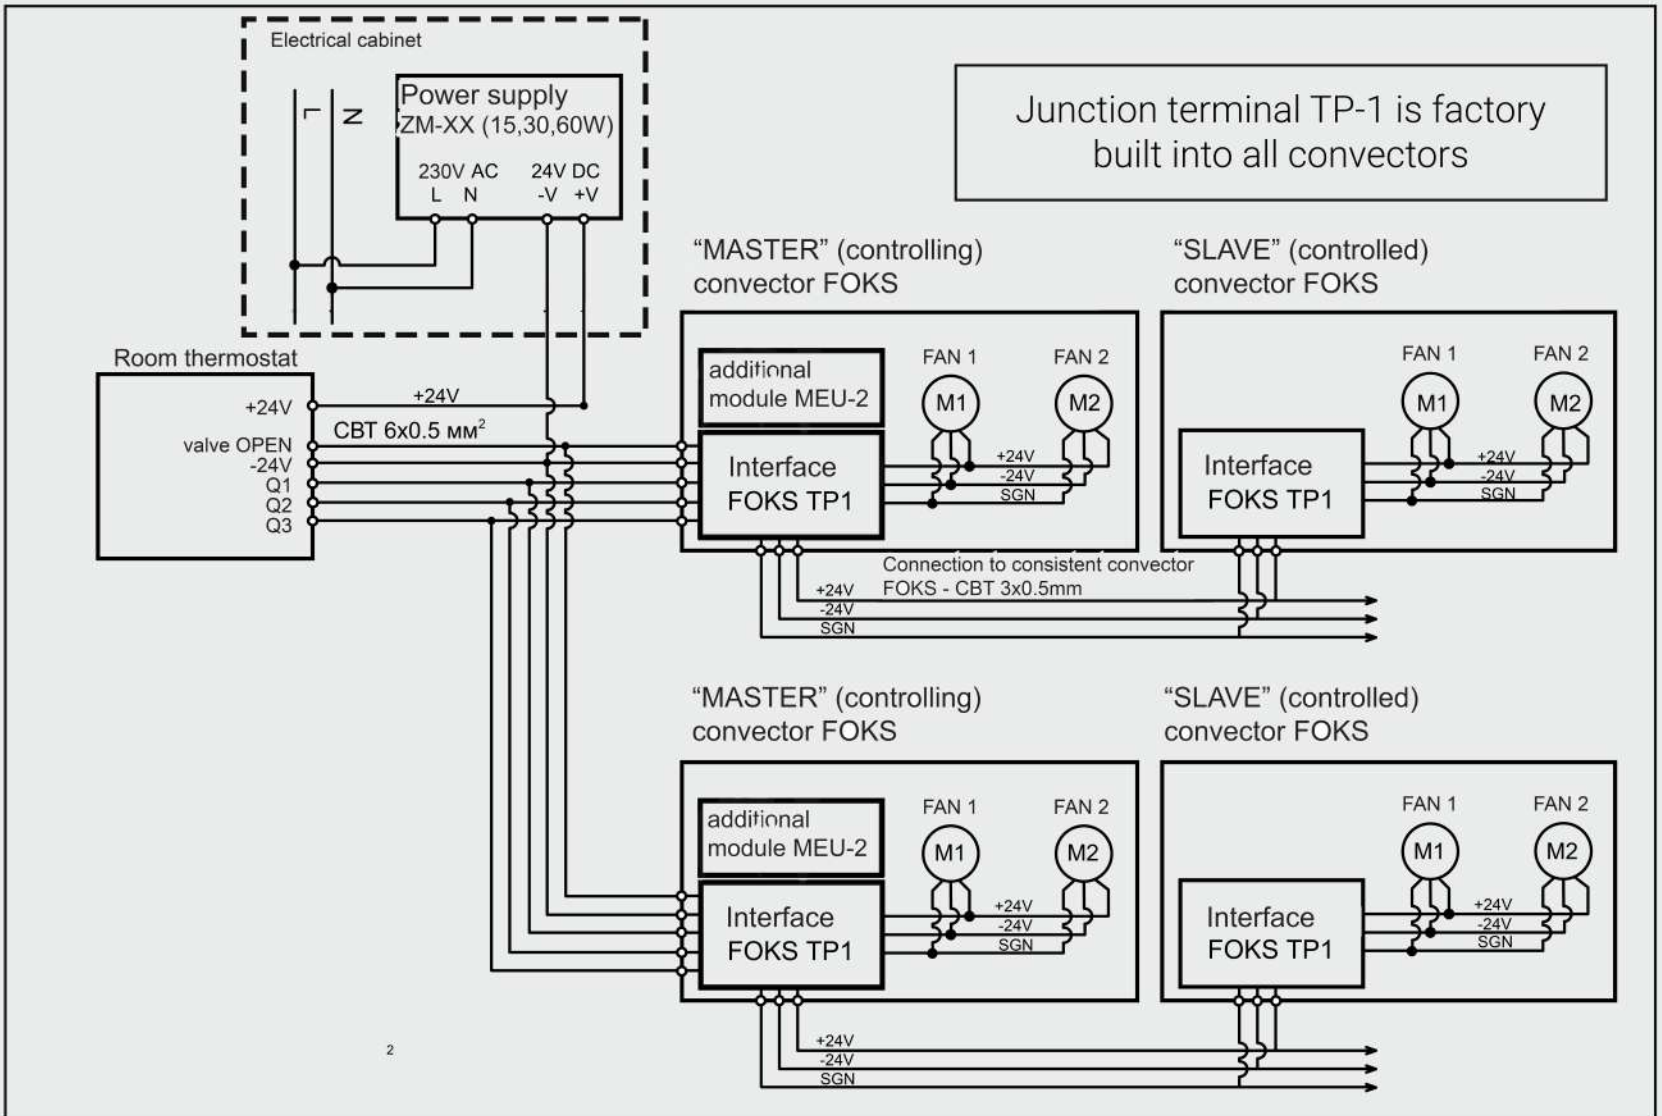 Electrical cabinet
L
N
Power supply
ZM-XX (15,30,60W)
230V AC 24V DC
L N -V +V
Junction terminal TP-1 is factory
built into all convectors
Room thermostat
+24V
valve OPEN
-24V
Q1
Q2
Q3
+24V
CBT 6x0.5 мм²
“MASTER” (controlling)
convector FOKS
additional
module MEU-2
Interface
FOKS TP1
FAN 1 FAN 2
M1 M2
+24V
-24V
SGN
“SLAVE” (controlled)
convector FOKS
FAN 1 FAN 2
M1 M2
Interface
FOKS TP1
+24V
-24V
SGN
Connection to consistent convector
FOKS - CBT 3x0.5mm
+24V
-24V
SGN
“MASTER” (controlling)
convector FOKS
additional
module MEU-2
Interface
FOKS TP1
FAN 1 FAN 2
M1 M2
+24V
-24V
SGN
“SLAVE” (controlled)
convector FOKS
FAN 1 FAN 2
M1 M2
Interface
FOKS TP1
+24V
-24V
SGN
+24V
-24V
SGN
2